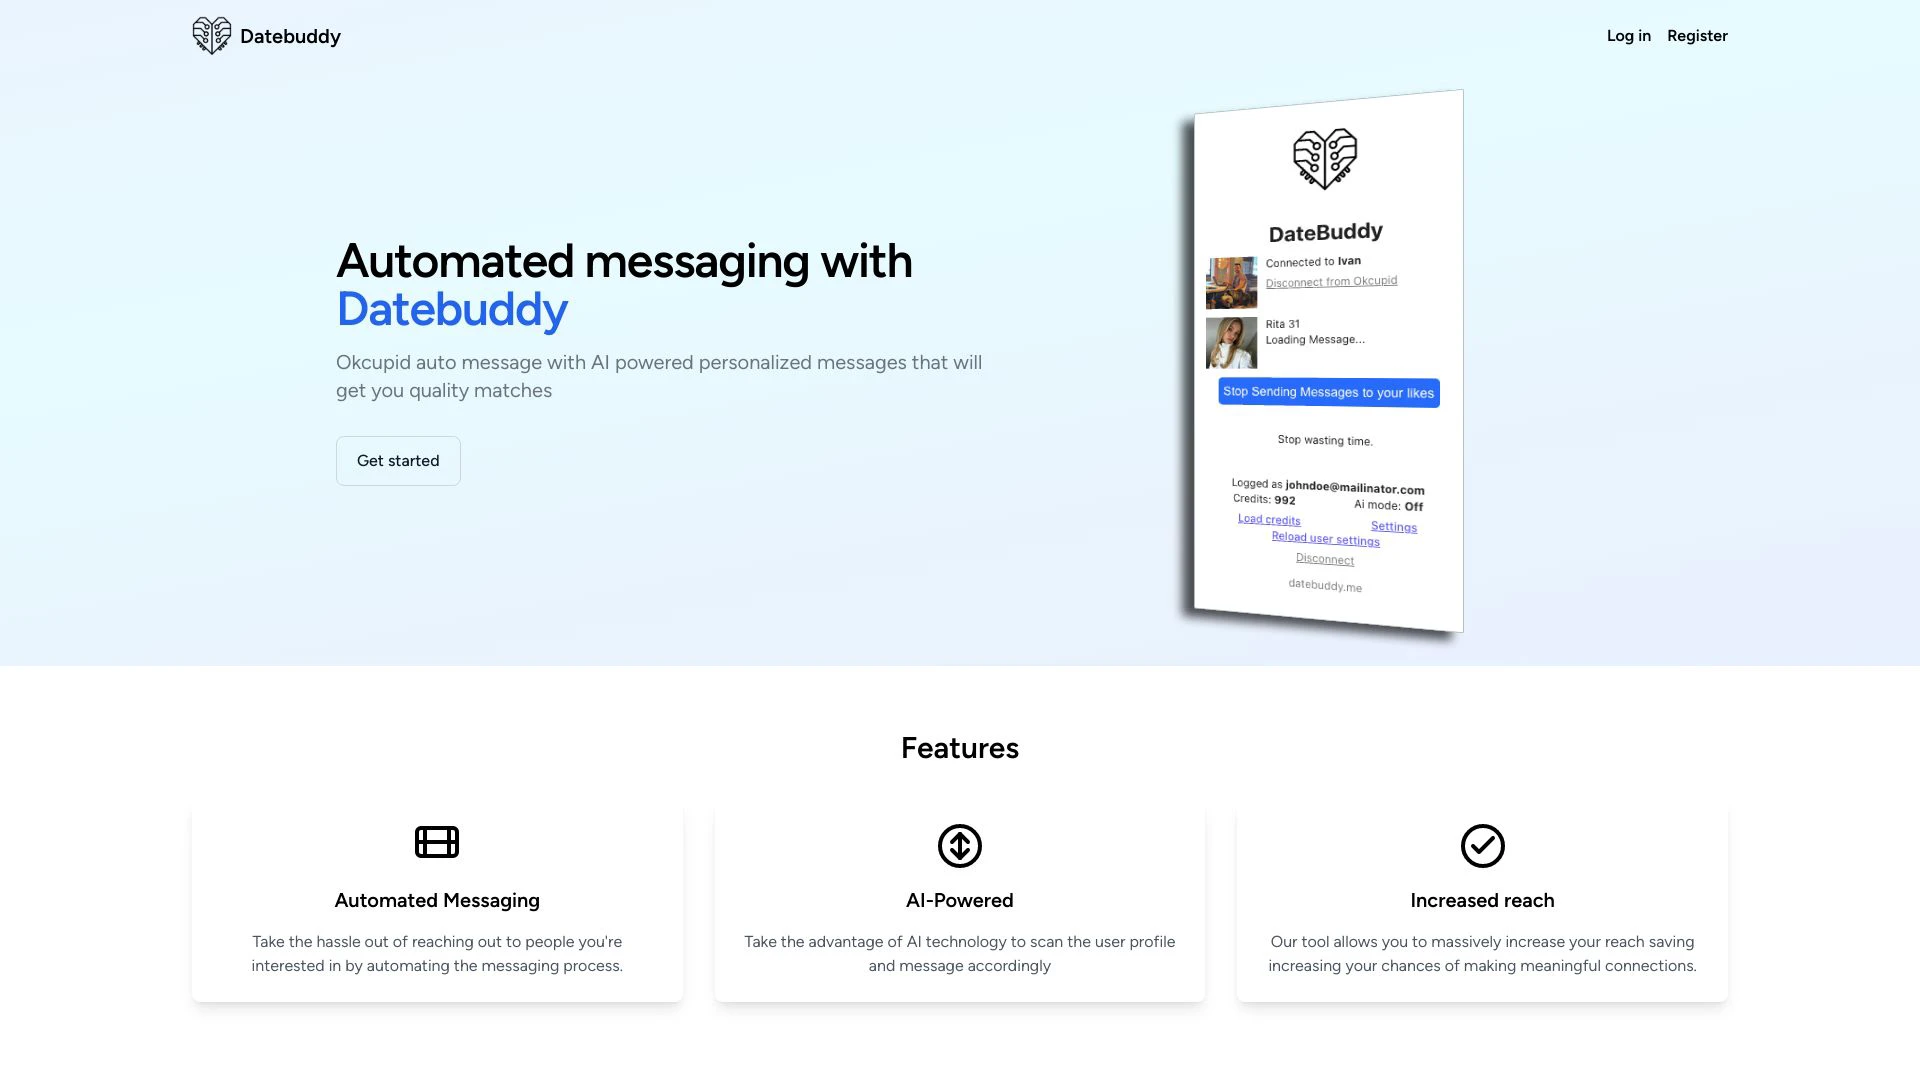 Datebuddy
Log in
Register
Automated messaging with
Datebuddy
Okcupid auto message with AI powered personalized messages that will
get you quality matches
Get started
DateBuddy
Connected to Ivan
Disconnect from Okcupid
Rita 31
Loading Message...
Stop Sending Messages to your likes
Stop wasting time.
Logged as johndoe@mailinator.com
Credits: 992
Ai mode: Off
Load credits
Settings
Reload user settings
Disconnect
datebuddy.me
Features
Automated Messaging
Take the hassle out of reaching out to people you're
interested in by automating the messaging process.
AI-Powered
Take the advantage of AI technology to scan the user profile
and message accordingly
Increased reach
Our tool allows you to massively increase your reach saving
increasing your chances of making meaningful connections.